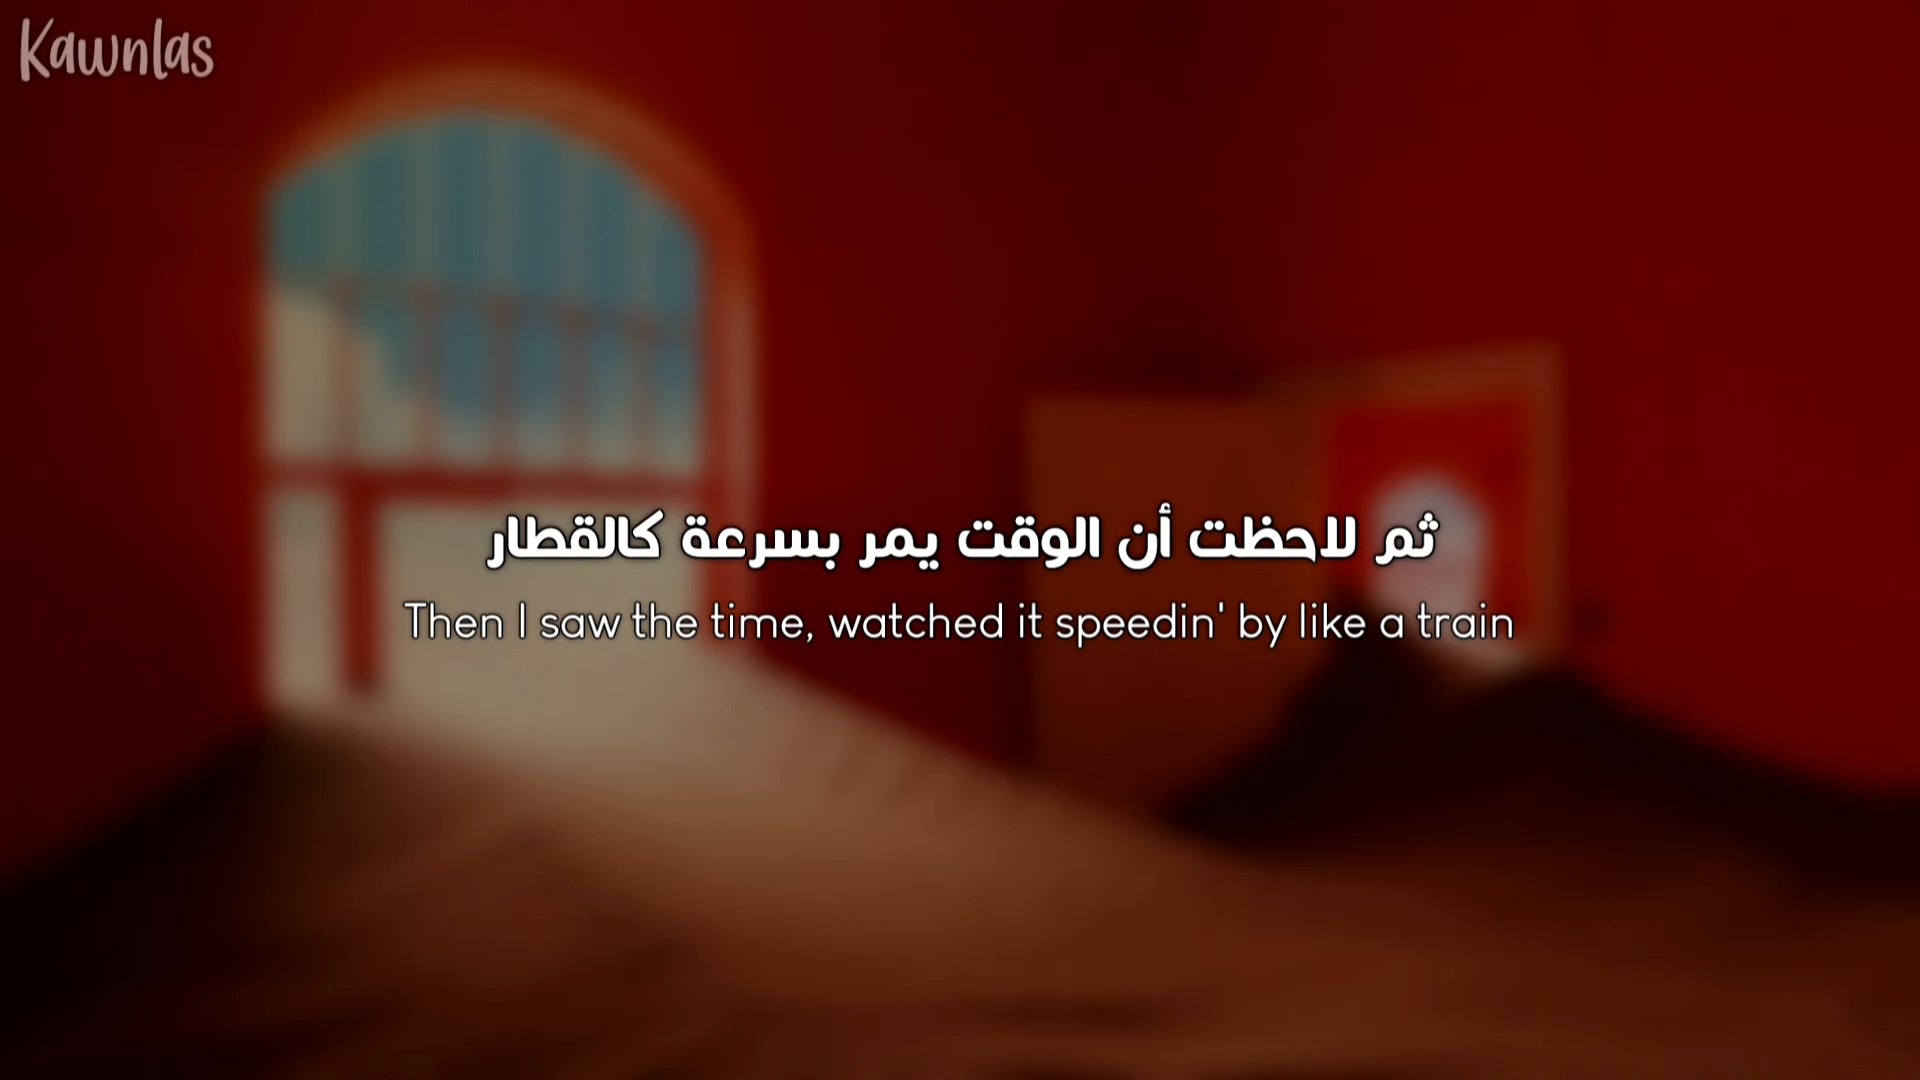 Kawnlas
ثم لاحظت أن الوقت يمر بسرعة كالقطار
Then I saw the time, watched it speedin' by like a train